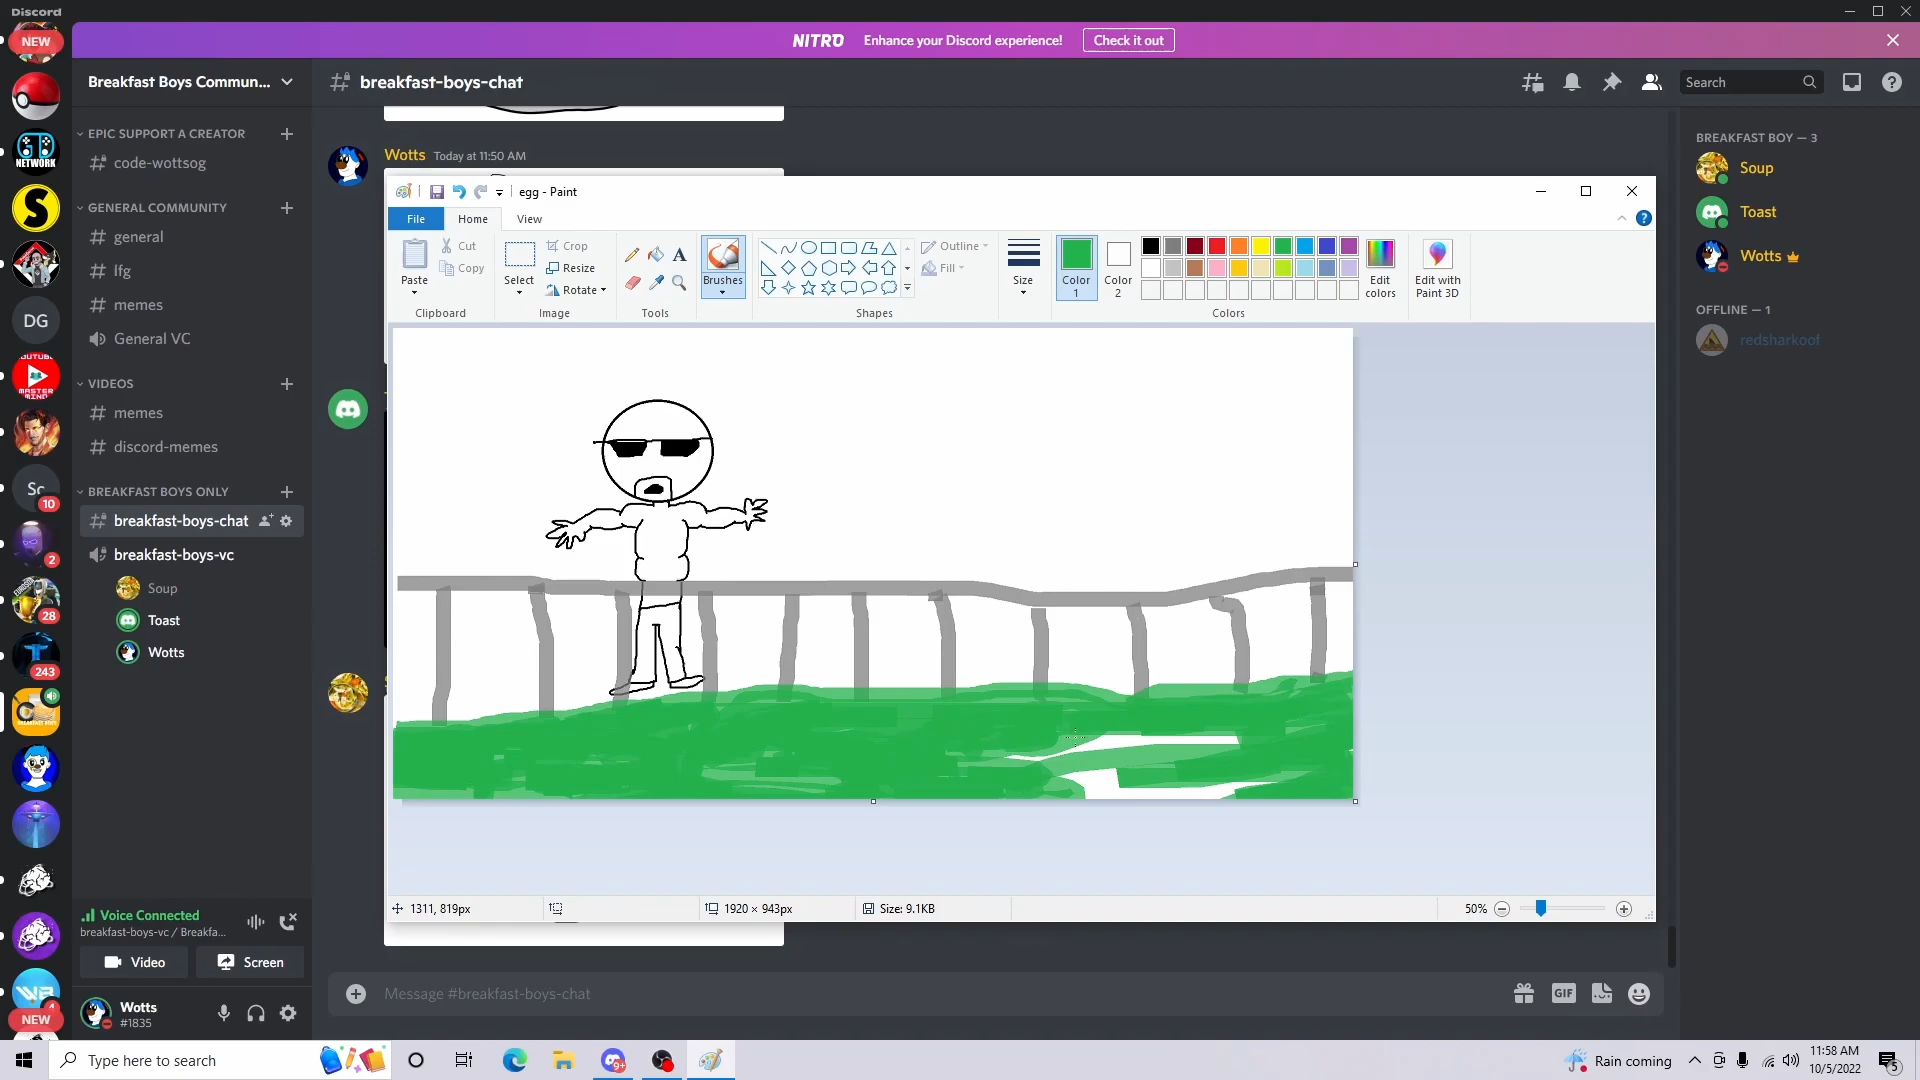 Discord
NEW
NITRO Enhance your Discord experience! Check it out
Breakfast Boys Commun...
breakfast-boys-chat
Search
EPIC SUPPORT A CREATOR
code-wottsog
GENERAL COMMUNITY
general
lfg
memes
General VC
VIDEOS
memes
discord-memes
BREAKFAST BOYS ONLY
breakfast-boys-chat
breakfast-boys-vc
Soup
Toast
Wotts
Voice Connected
breakfast-boys-vc / Breakfa...
Video
Screen
Wotts
#1835
NETWORK
S
DG
YOUTUBE
MASTER
MIND
Sc
10
2
28
243
4
NEW
Wotts Today at 11:50 AM
egg - Paint
File Home View
Paste
Cut
Copy
Clipboard
Select
Crop
Resize
Rotate
Image
A
Tools
Brushes
Outline
Fill
Shapes
Size
Color
1
Color
2
Edit
colors
Colors
Edit with
Paint 3D
1311, 819px
1920 × 943px
Size: 9.1KB
50%
Message #breakfast-boys-chat
GIF
BREAKFAST BOY — 3
Soup
Toast
Wotts
OFFLINE — 1
redsharkoof
Type here to search
9+
Rain coming
11:58 AM
10/5/2022
5